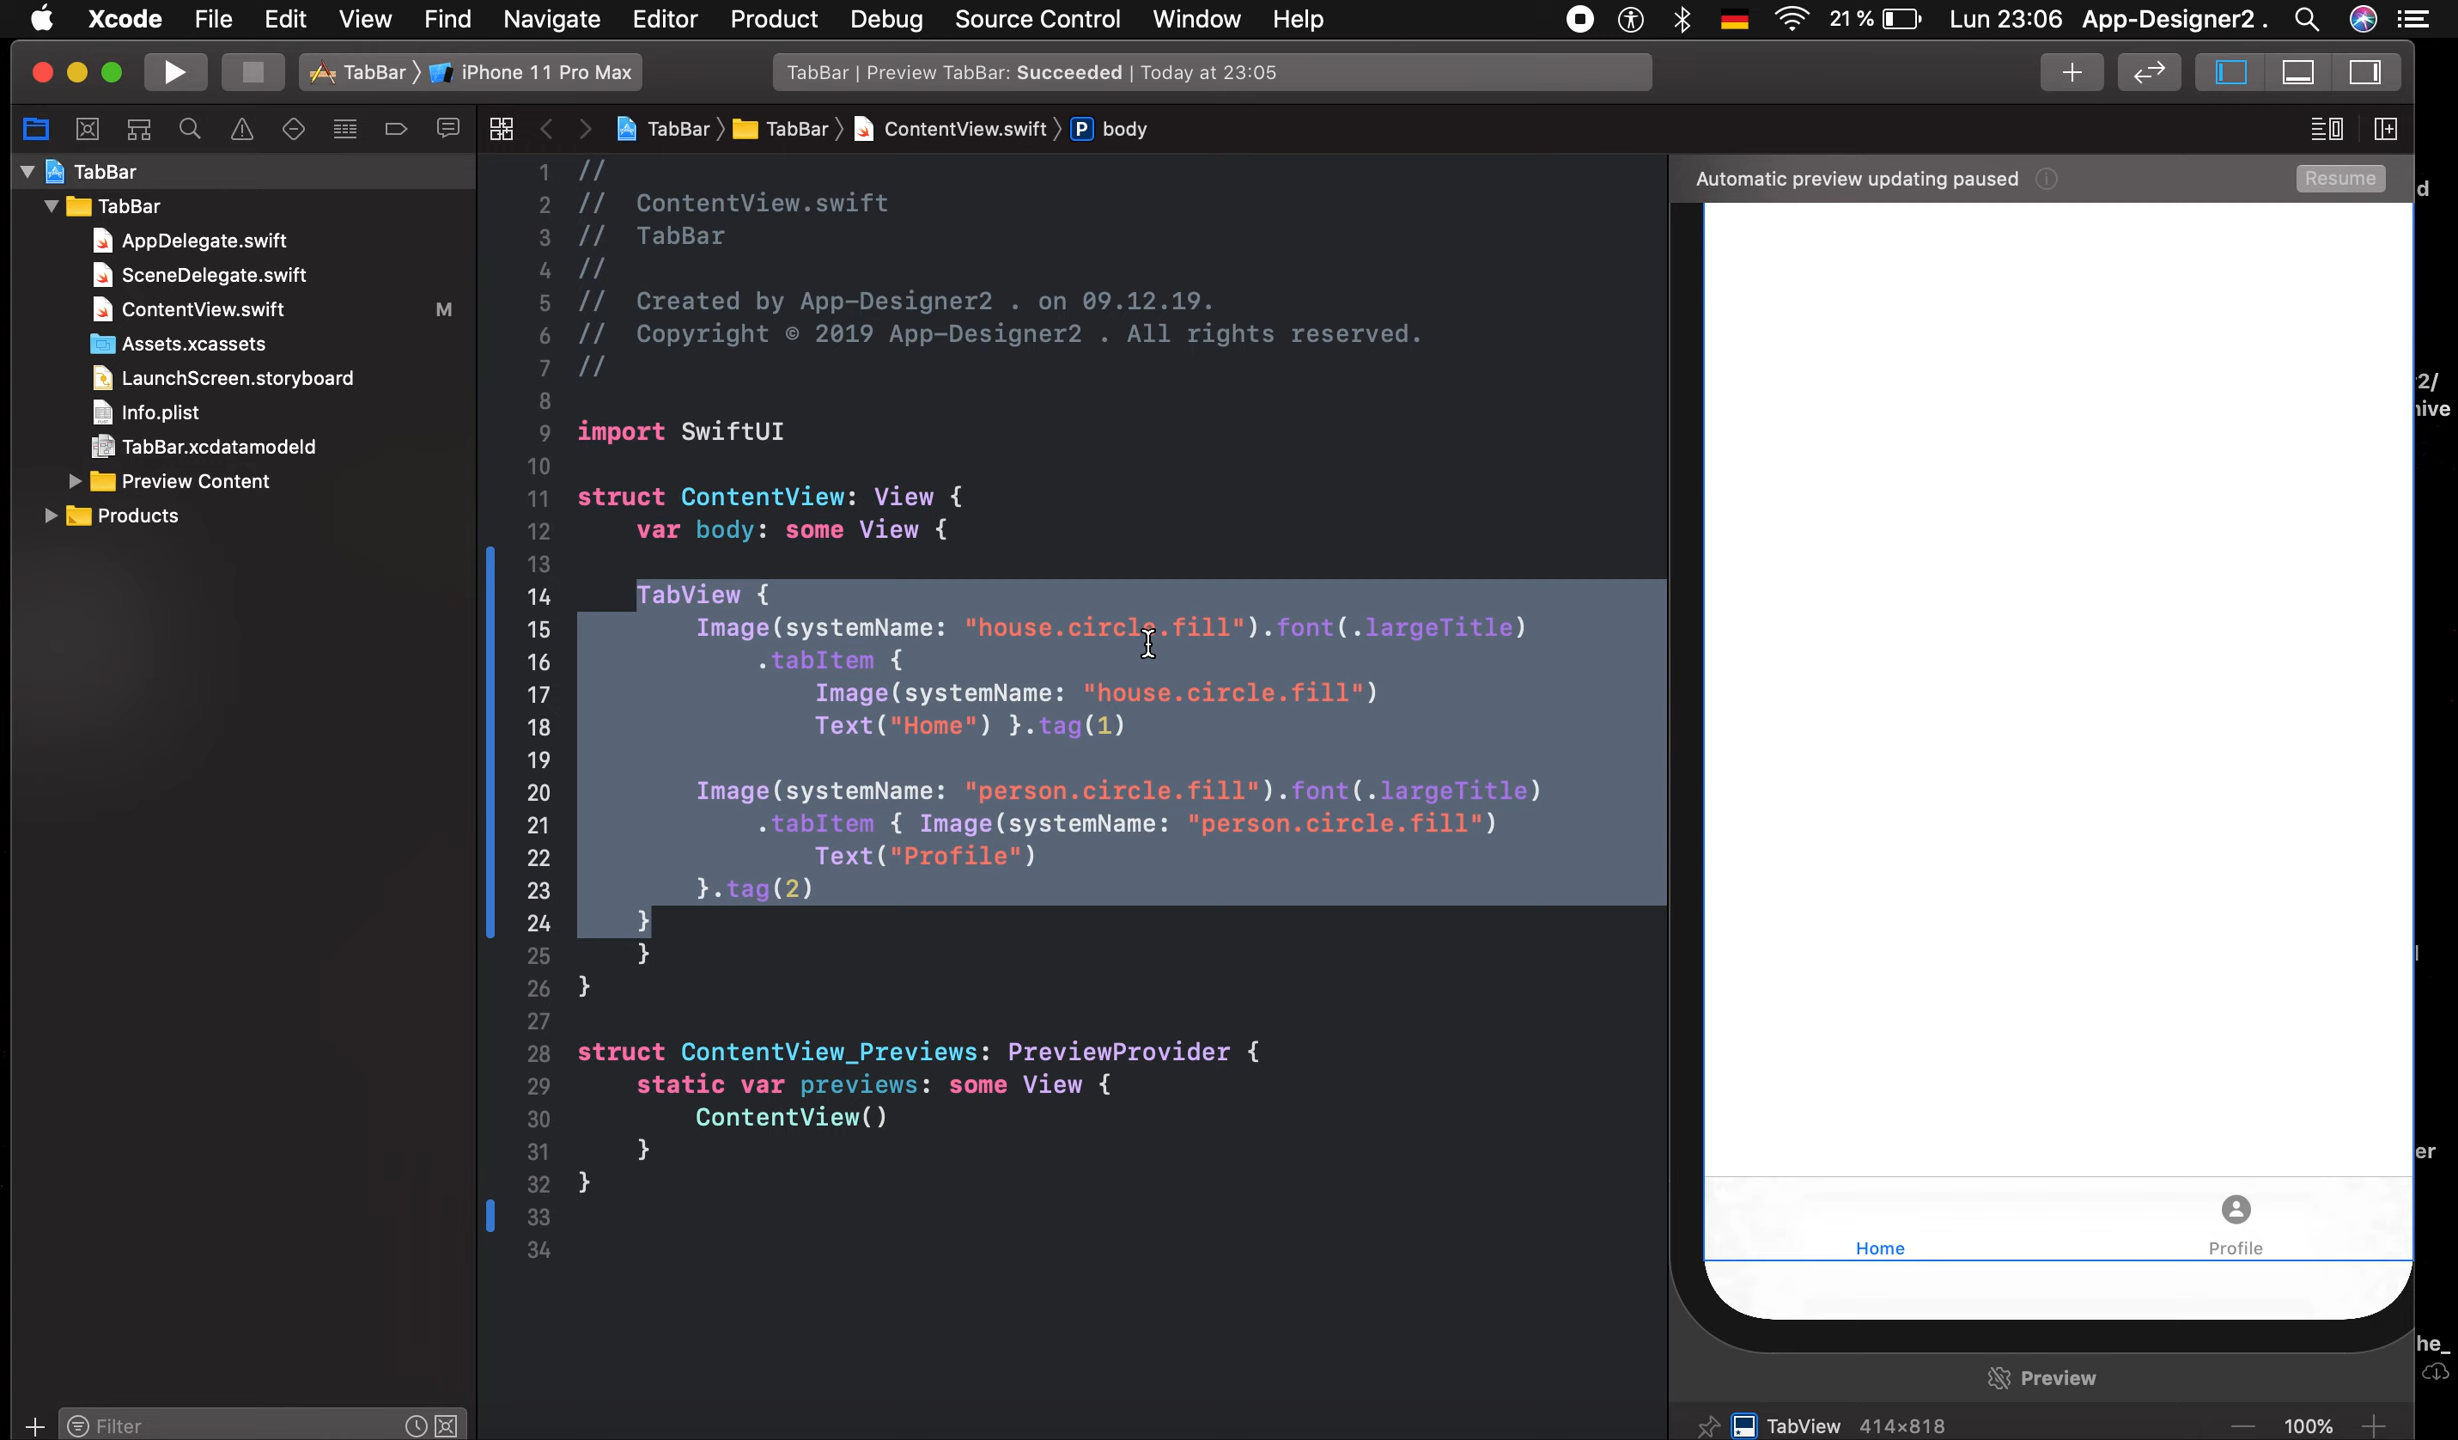 Xcode File Edit View Find Navigate Editor Product Debug Source Control Window Help 21 % Lun 23:06 App-Designer2 .
TabBar 〉 iPhone 11 Pro Max
TabBar | Preview TabBar: Succeeded | Today at 23:05
TabBar 〉 TabBar 〉 ContentView.swift 〉 P body
TabBar
TabBar
AppDelegate.swift
SceneDelegate.swift
ContentView.swift M
Assets.xcassets
LaunchScreen.storyboard
Info.plist
TabBar.xcdatamodeld
Preview Content
Products
Filter
1 //
2 //  ContentView.swift
3 //  TabBar
4 //
5 //  Created by App-Designer2 . on 09.12.19.
6 //  Copyright © 2019 App-Designer2 . All rights reserved.
7 //
8
9 import SwiftUI
10
11 struct ContentView: View {
12     var body: some View {
13
14     TabView {
15         Image(systemName: "house.circle.fill").font(.largeTitle)
16             .tabItem {
17                 Image(systemName: "house.circle.fill")
18                 Text("Home") }.tag(1)
19
20         Image(systemName: "person.circle.fill").font(.largeTitle)
21             .tabItem { Image(systemName: "person.circle.fill")
22                 Text("Profile")
23         }.tag(2)
24     }
25     }
26 }
27
28 struct ContentView_Previews: PreviewProvider {
29     static var previews: some View {
30         ContentView()
31     }
32 }
33
34
Automatic preview updating paused
Resume
Home
Profile
Preview
TabView 414×818
100%
d
2/
ive
er
he_